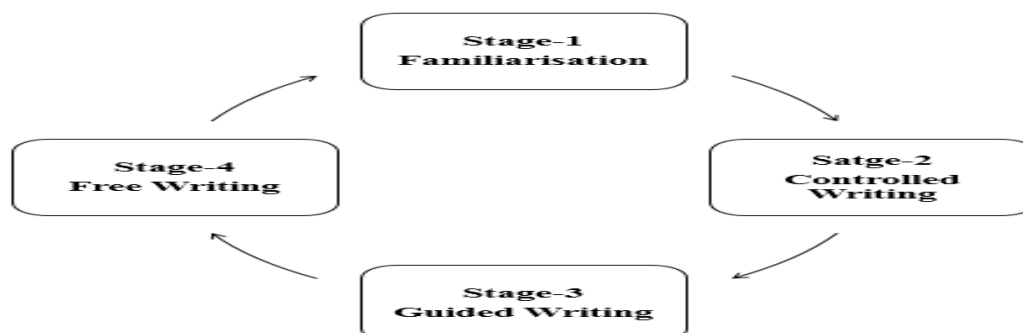 Stage-1
Familiarisation
Stage-4
Free Writing
Satge-2
Controlled
Writing
Stage-3
Guided Writing